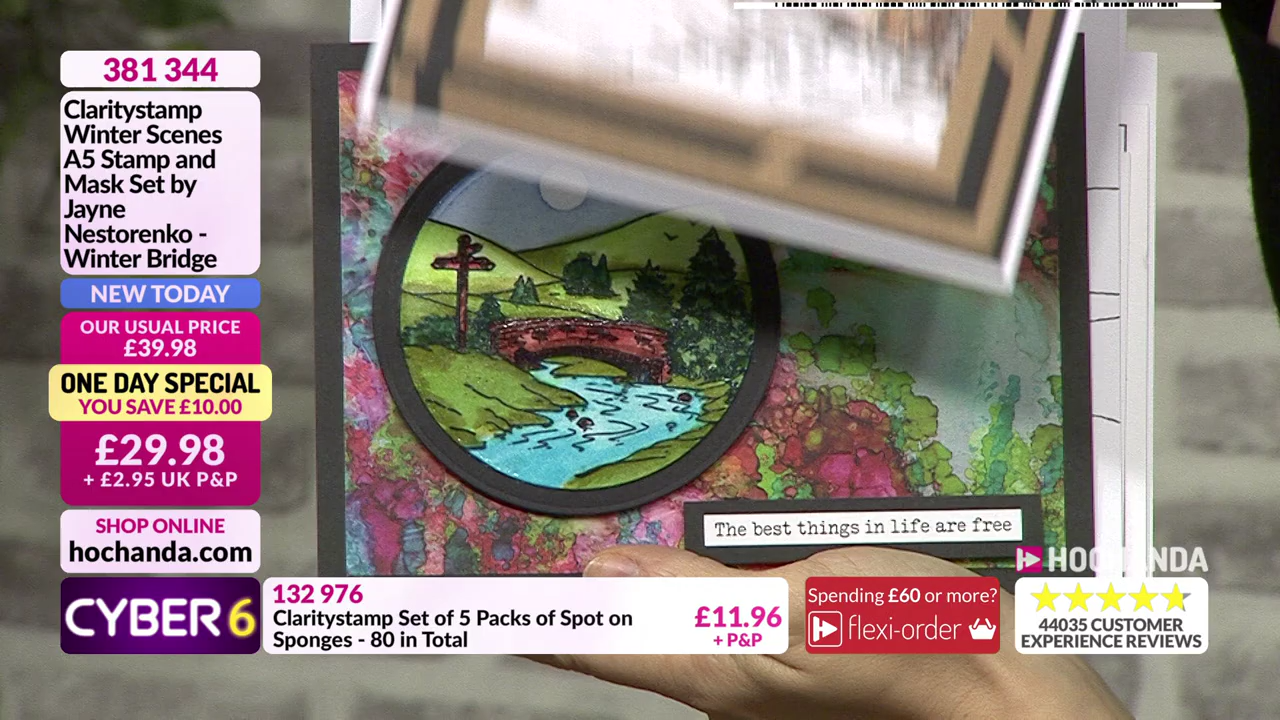 381 344
Claritystamp
Winter Scenes
A5 Stamp and
Mask Set by
Jayne
Nestorenko -
Winter Bridge
NEW TODAY
OUR USUAL PRICE
£39.98
ONE DAY SPECIAL
YOU SAVE £10.00
£29.98
+ £2.95 UK P&P
SHOP ONLINE
hochanda.com
The best things in life are free
HOCHANDA
CYBER 6
132 976
Claritystamp Set of 5 Packs of Spot on
Sponges - 80 in Total
£11.96
+ P&P
Spending £60 or more?
flexi-order
44035 CUSTOMER
EXPERIENCE REVIEWS